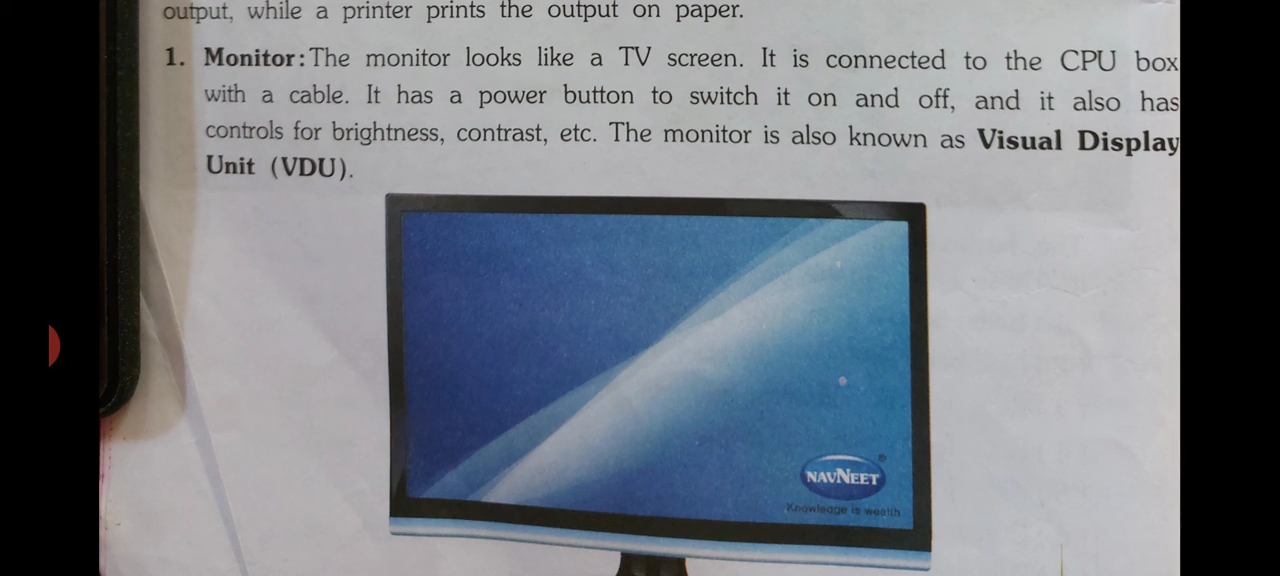 output, while a printer prints the output on paper.
1. Monitor: The monitor looks like a TV screen. It is connected to the CPU box
with a cable. It has a power button to switch it on and off, and it also has
controls for brightness, contrast, etc. The monitor is also known as Visual Display
Unit (VDU).
NAVNEET
®
Knowledge is wealth